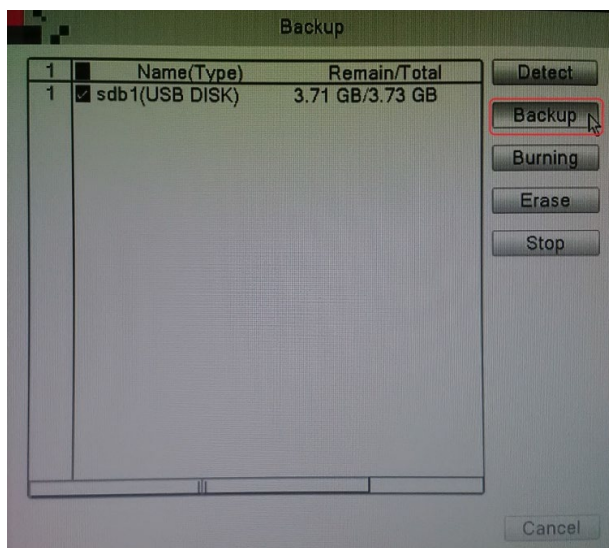 Backup
1 Name(Type) Remain/Total
1 sdb1(USB DISK) 3.71 GB/3.73 GB
Detect
Backup
Burning
Erase
Stop
Cancel